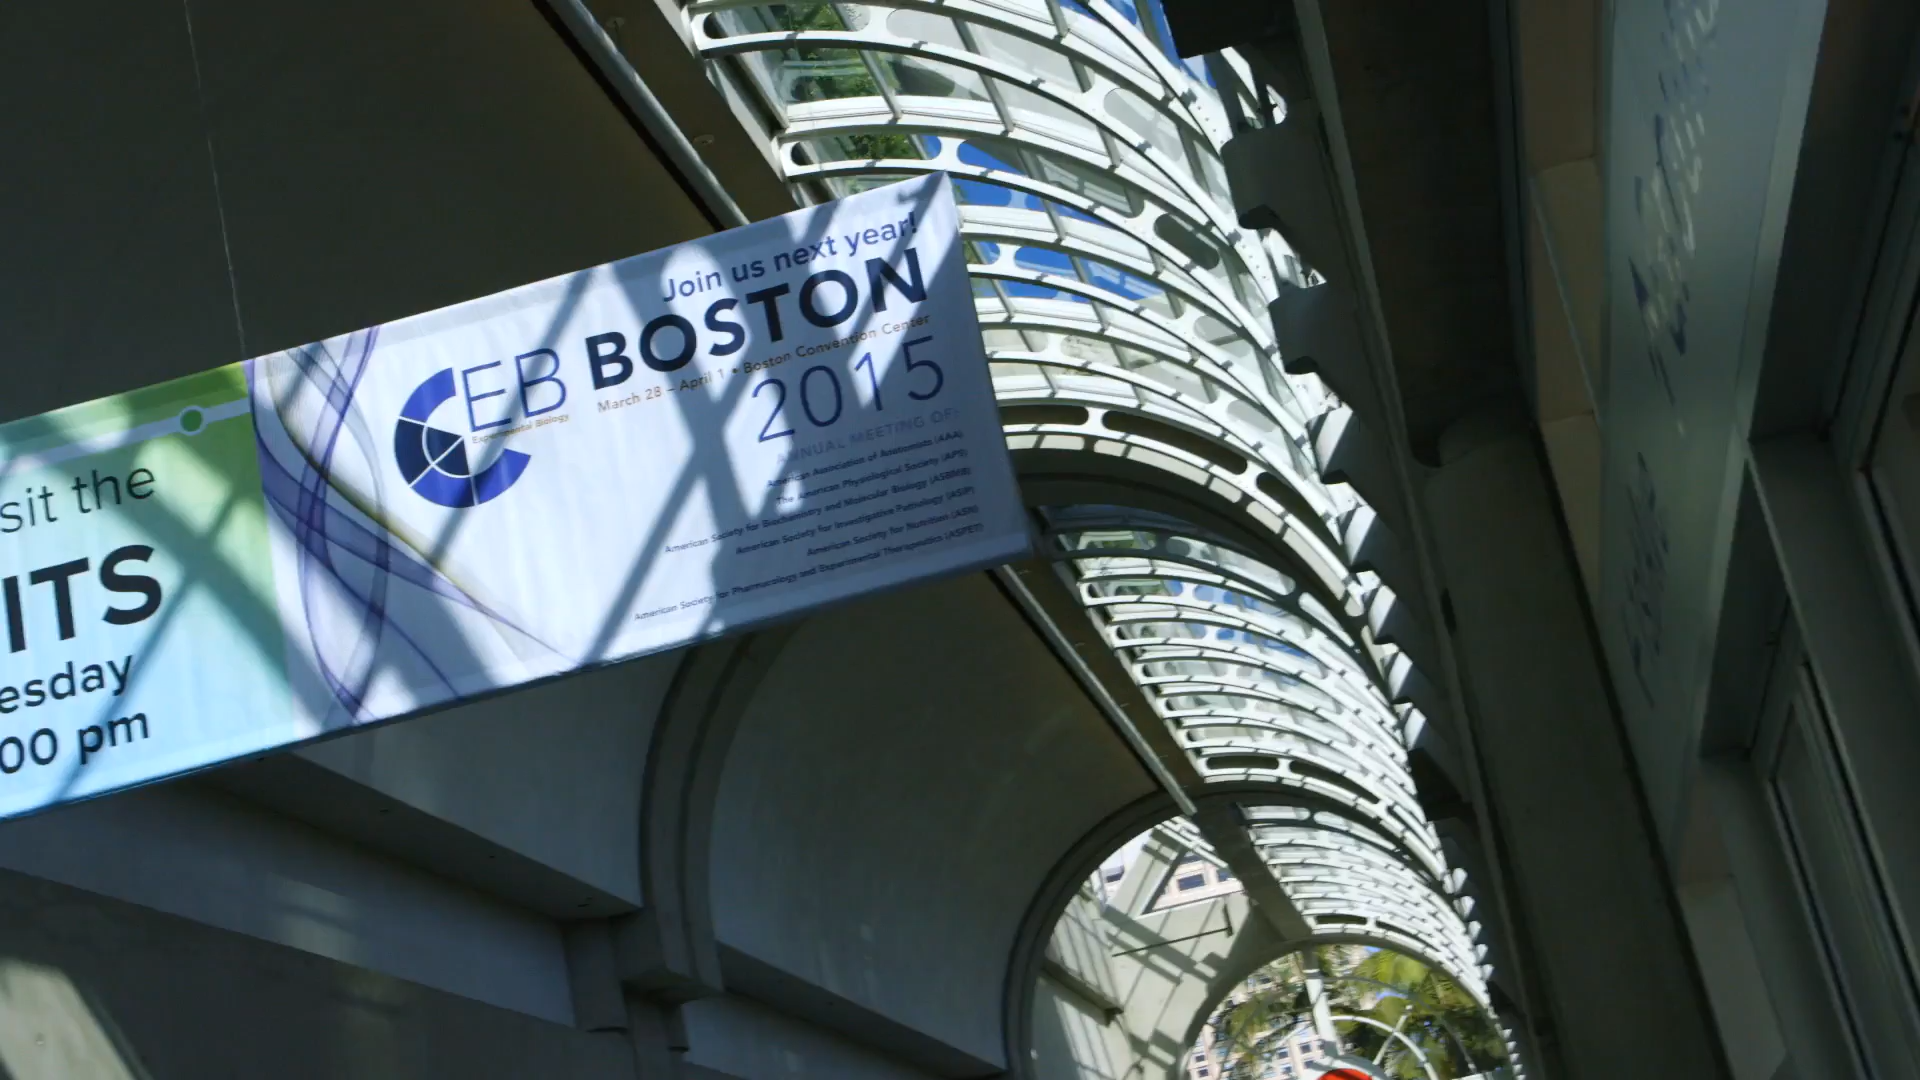 sit the
ITS
esday
00 pm
EB
Experimental Biology
Join us next year!
BOSTON
March 28 – April 1 • Boston Convention Center
2015
ANNUAL MEETING OF:
American Association of Anatomists (AAA)
The American Physiological Society (APS)
American Society for Biochemistry and Molecular Biology (ASBMB)
American Society for Investigative Pathology (ASIP)
American Society for Nutrition (ASN)
American Society for Pharmacology and Experimental Therapeutics (ASPET)